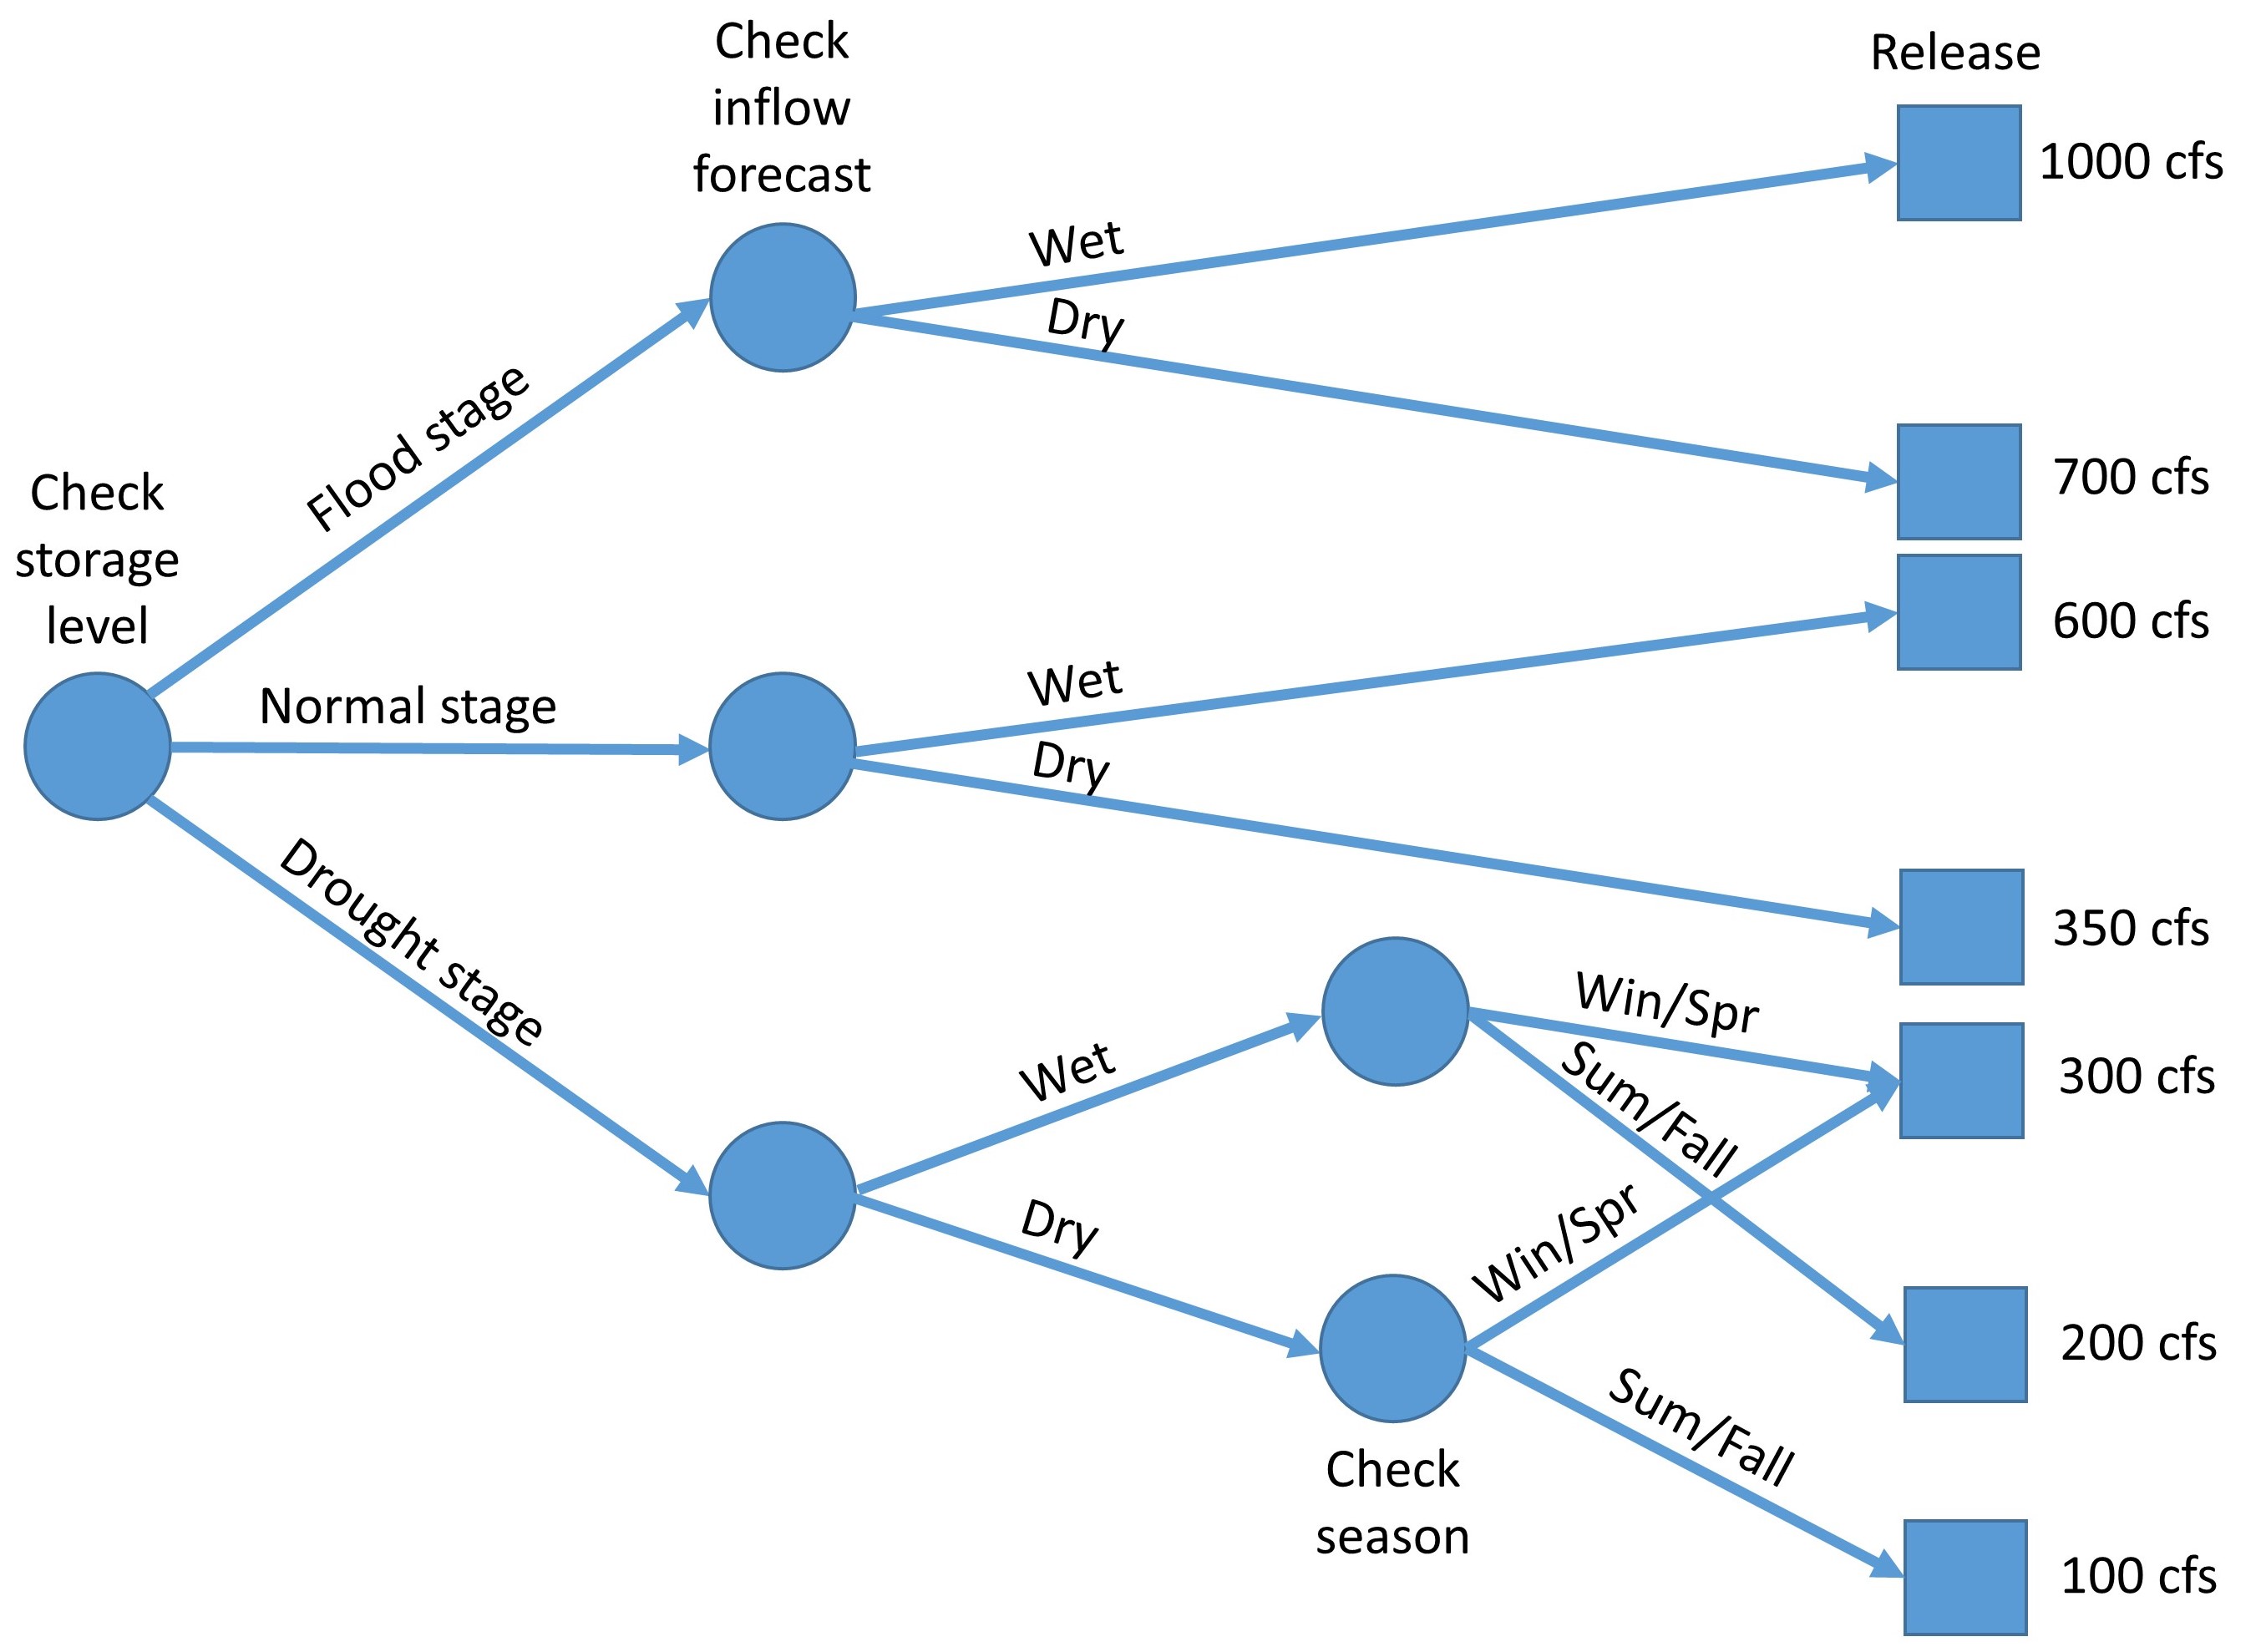 Check
inflow
forecast
Release
1000 cfs
Wet
Dry
Flood stage
700 cfs
Check
storage
level
600 cfs
Normal stage
Wet
Dry
350 cfs
Drought stage
Win/Spr
300 cfs
Wet
Sum/Fall
Dry
Win/Spr
200 cfs
Sum/Fall
Check
season
100 cfs